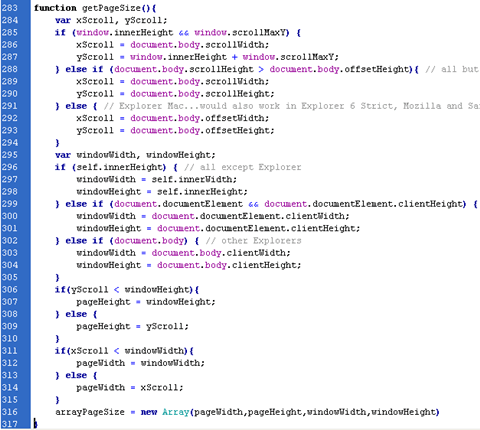 283 function getPageSize(){
284 var xScroll, yScroll;
285 if (window.innerHeight && window.scrollMaxY) {
286 xScroll = document.body.scrollWidth;
287 yScroll = window.innerHeight + window.scrollMaxY;
288 } else if (document.body.scrollHeight > document.body.offsetHeight){ // all but
289 xScroll = document.body.scrollWidth;
290 yScroll = document.body.scrollHeight;
291 } else { // Explorer Mac...would also work in Explorer 6 Strict, Mozilla and Sa
292 xScroll = document.body.offsetWidth;
293 yScroll = document.body.offsetHeight;
294 }
295 var windowWidth, windowHeight;
296 if (self.innerHeight) { // all except Explorer
297 windowWidth = self.innerWidth;
298 windowHeight = self.innerHeight;
299 } else if (document.documentElement && document.documentElement.clientHeight) {
300 windowWidth = document.documentElement.clientWidth;
301 windowHeight = document.documentElement.clientHeight;
302 } else if (document.body) { // other Explorers
303 windowWidth = document.body.clientWidth;
304 windowHeight = document.body.clientHeight;
305 }
306 if(yScroll < windowHeight){
307 pageHeight = windowHeight;
308 } else {
309 pageHeight = yScroll;
310 }
311 if(xScroll < windowWidth){
312 pageWidth = windowWidth;
313 } else {
314 pageWidth = xScroll;
315 }
316 arrayPageSize = new Array(pageWidth,pageHeight,windowWidth,windowHeight)
317 }